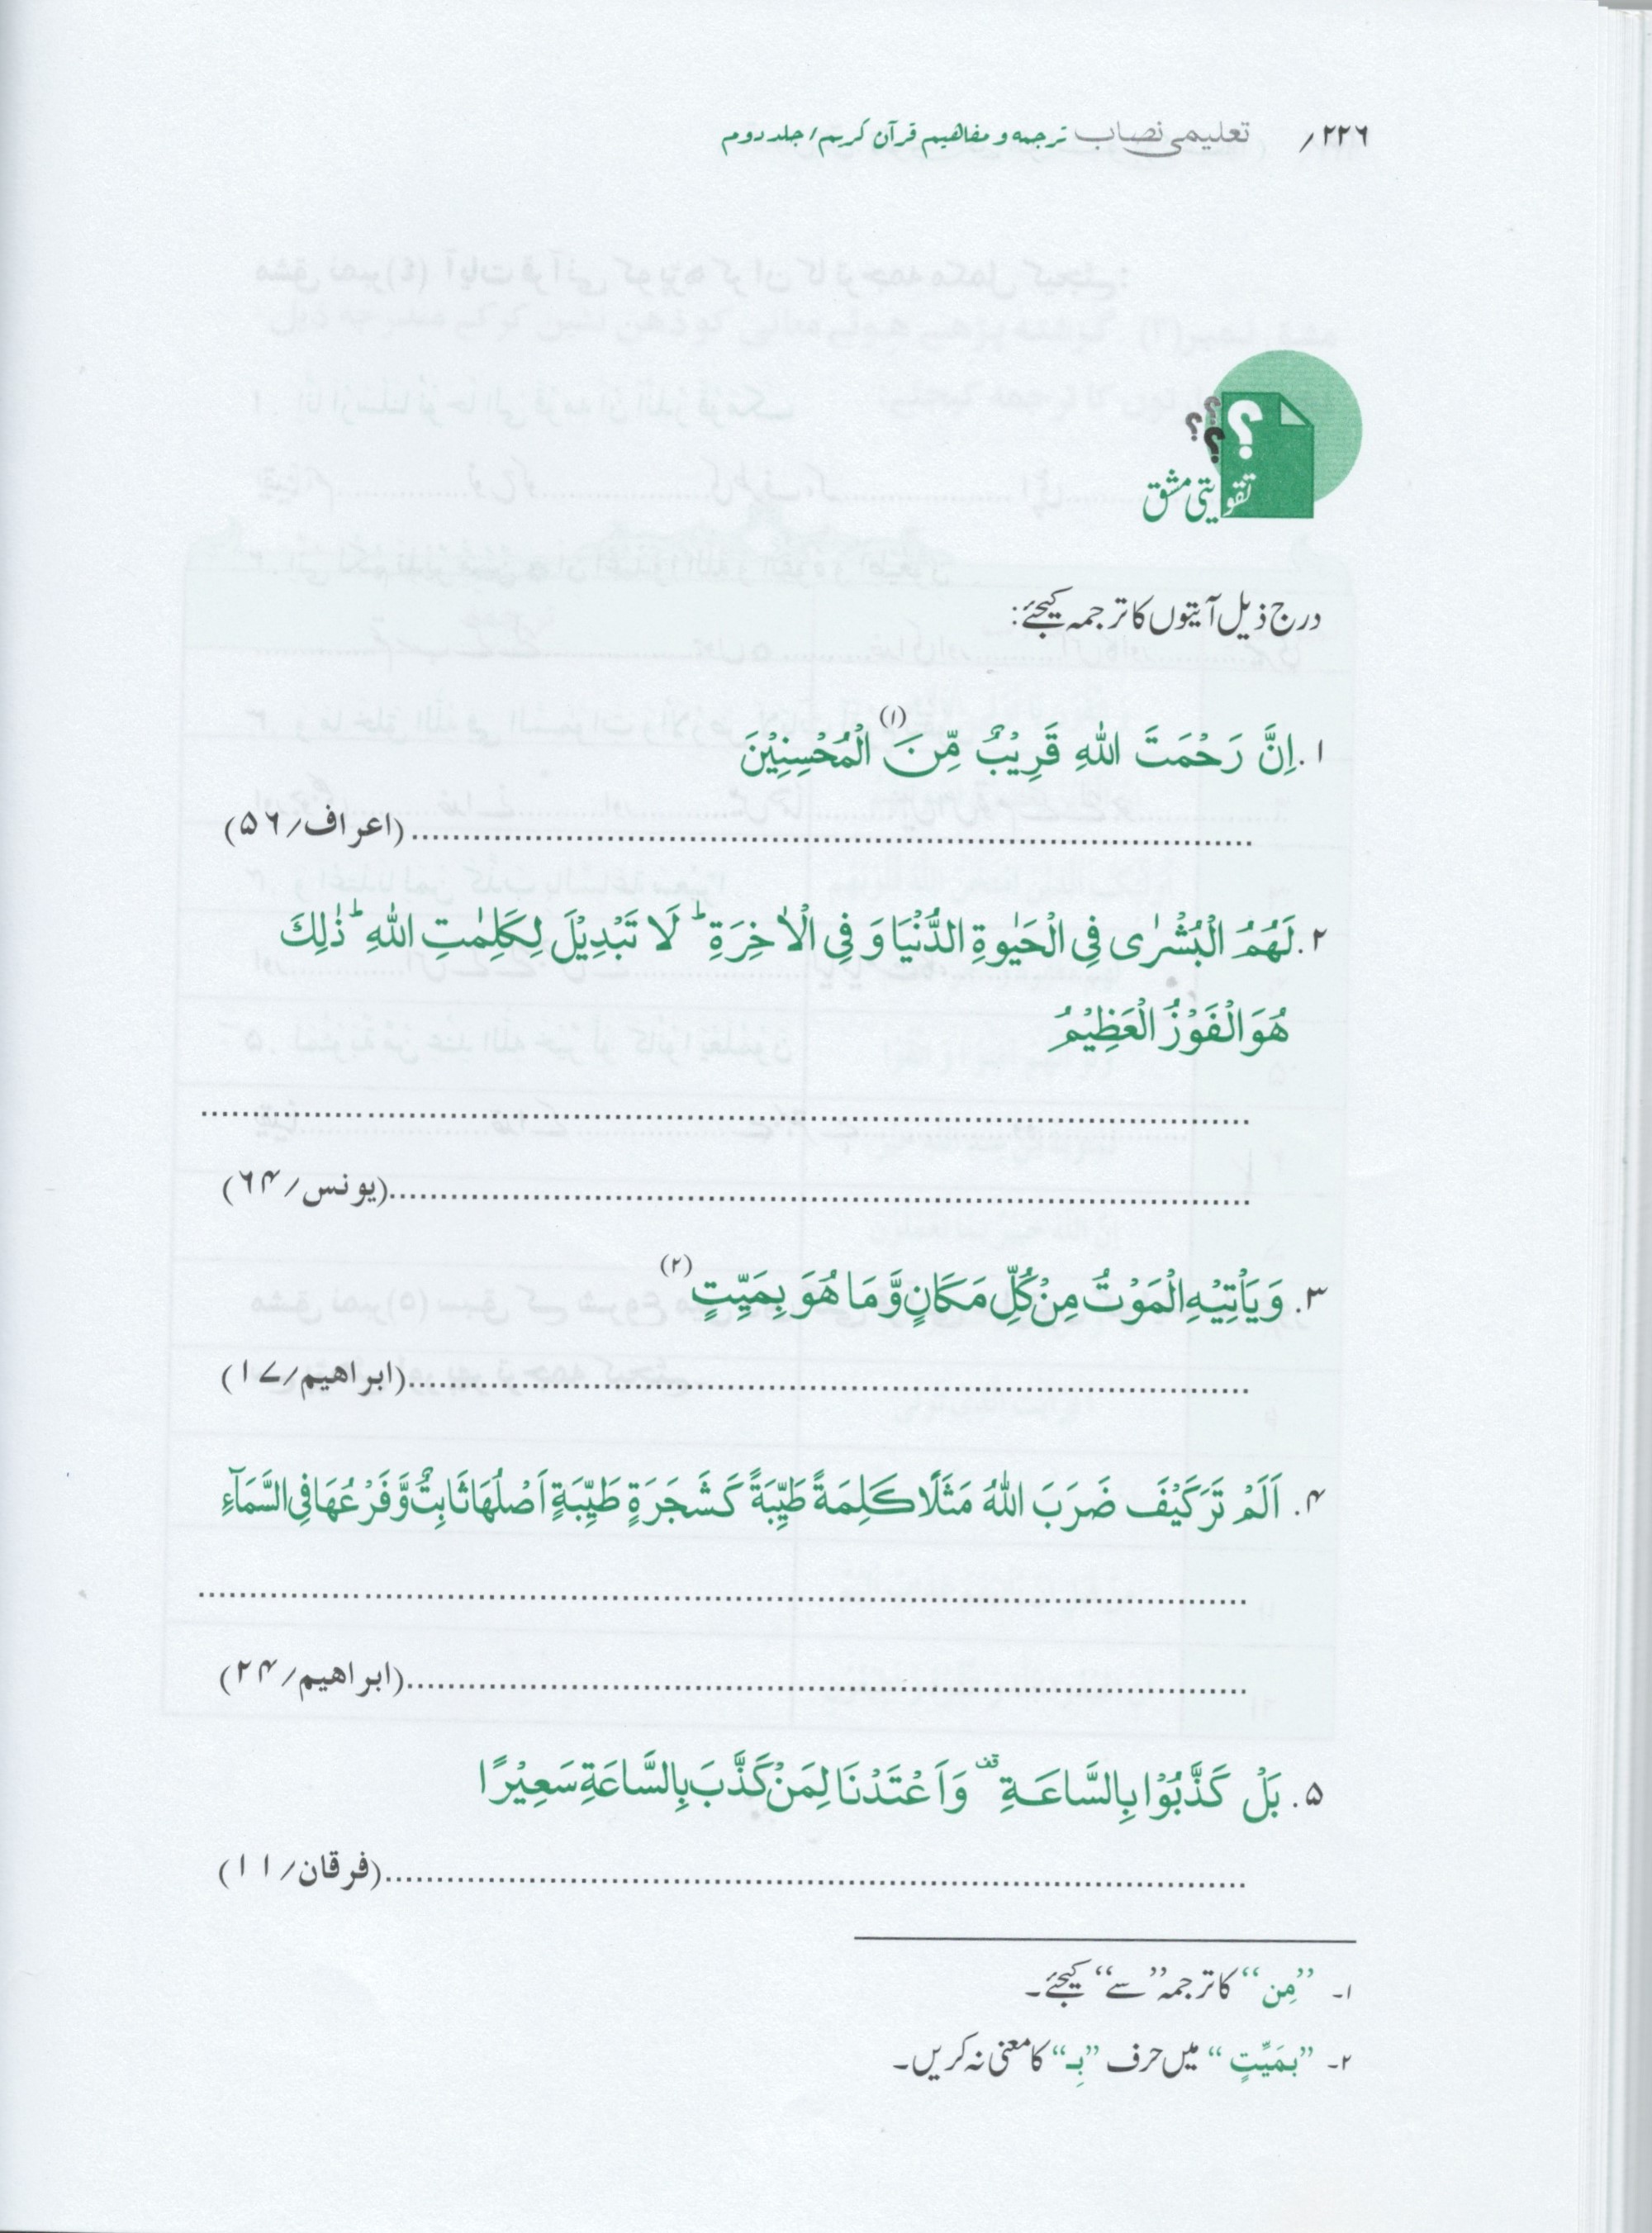 ۲۲۶/ تعلیمی نصاب ترجمہ و مفاہیم قرآن کریم/ جلد دوم
؟ ؟ ؟ ؟
تقویتی مشق
درج ذیل آیتوں کا ترجمہ کیجئے:
۱. اِنَّ رَحْمَتَ اللّٰهِ قَرِيْبٌ مِّنَ (۱) الْمُحْسِنِيْنَ
..........(اعراف/۵۶)
۲. لَهُمُ الْبُشْرٰى فِى الْحَيٰوةِ الدُّنْيَا وَ فِى الْاٰخِرَةِ ؕ لَا تَبْدِيْلَ لِكَلِمٰتِ اللّٰهِ ؕ ذٰلِكَ
هُوَ الْفَوْزُ الْعَظِيْمُ
..........
..........(یونس/۶۴)
۳. وَ يَاْتِيْهِ الْمَوْتُ مِنْ كُلِّ مَكَانٍ وَّ مَا هُوَ بِمَيِّتٍ (۲)
..........(ابراهیم/۱۷)
۴. اَلَمْ تَرَ كَيْفَ ضَرَبَ اللّٰهُ مَثَلًا كَلِمَةً طَيِّبَةً كَشَجَرَةٍ طَيِّبَةٍ اَصْلُهَا ثَابِتٌ وَّ فَرْعُهَا فِى السَّمَآءِ
..........
..........(ابراهیم/۲۴)
۵. بَلْ كَذَّبُوْا بِالسَّاعَةِ ۫ وَ اَعْتَدْنَا لِمَنْ كَذَّبَ بِالسَّاعَةِ سَعِيْرًا
..........(فرقان/۱۱)
۱۔ ”مِن“ کا ترجمہ ”سے“ کیجئے۔
۲۔ ”بِمَيِّتٍ“ میں حرف ”بِـ“ کا معنی نہ کریں۔